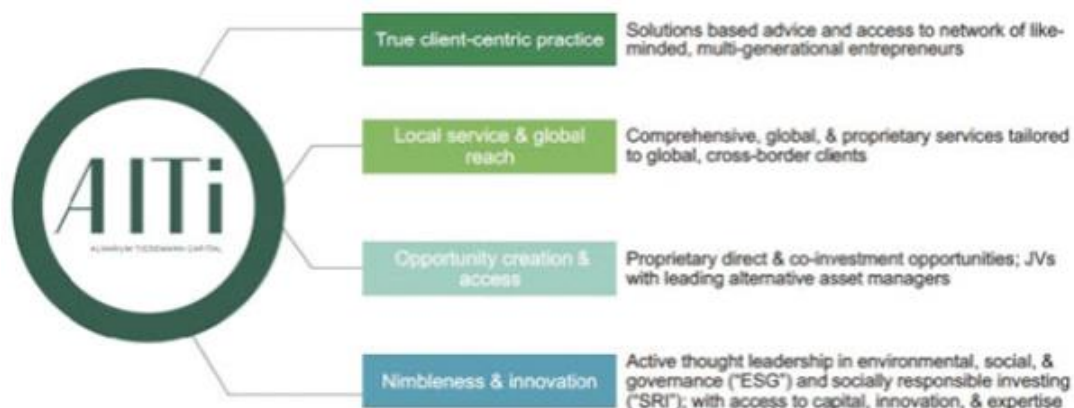 True client-centric practice
Solutions based advice and access to network of like-
minded, multi-generational entrepreneurs
Local service & global
reach
Comprehensive, global, & proprietary services tailored
to global, cross-border clients
AlTi
ALVARIUM TIEDEMANN CAPITAL
Opportunity creation &
access
Proprietary direct & co-investment opportunities; JVs
with leading alternative asset managers
Nimbleness & innovation
Active thought leadership in environmental, social, &
governance ("ESG") and socially responsible investing
("SRI"); with access to capital, innovation, & expertise